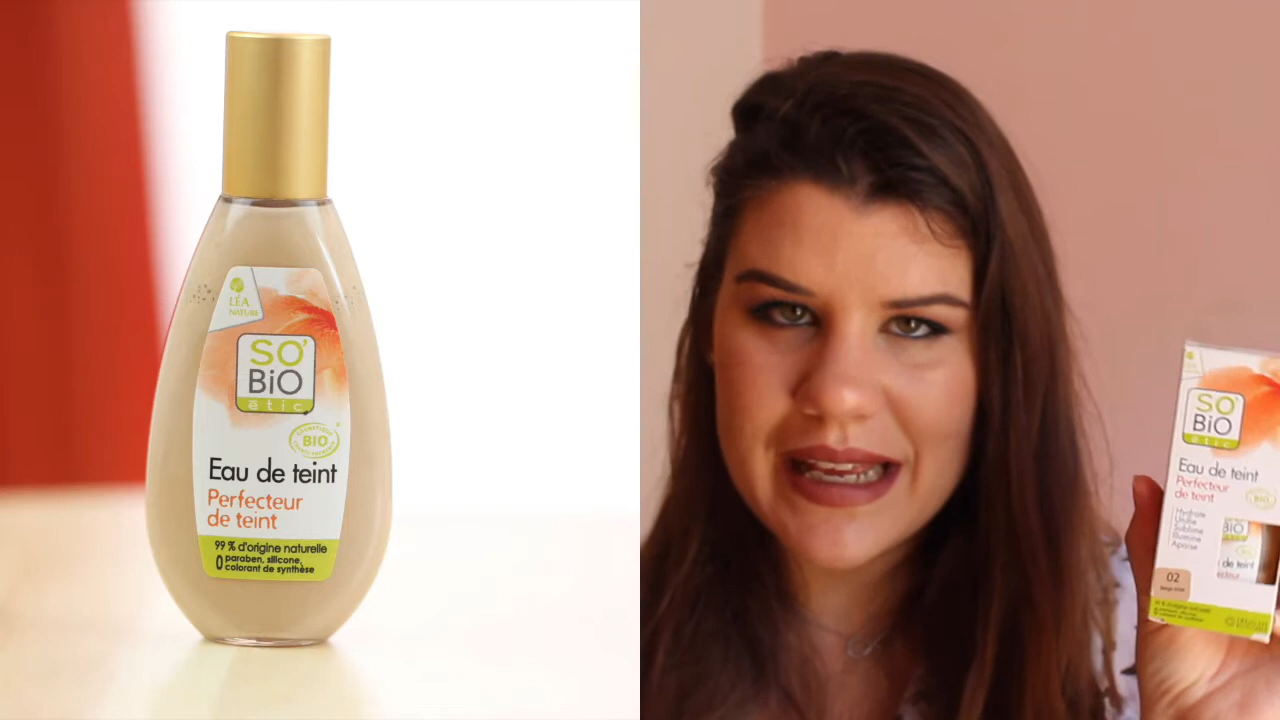 LÉA
NATURE
SO'
BiO
étic
COSMÉTIQUE
BIO
Eau de teint
Perfecteur
de teint
99 % d'origine naturelle
0 paraben, silicone,
colorant de synthèse
SO'
BiO
étic
Eau de teint
Perfecteur
de teint
Hydrate
Unifie
Sublime
Illumine
Apaise
BIO
de teint
02